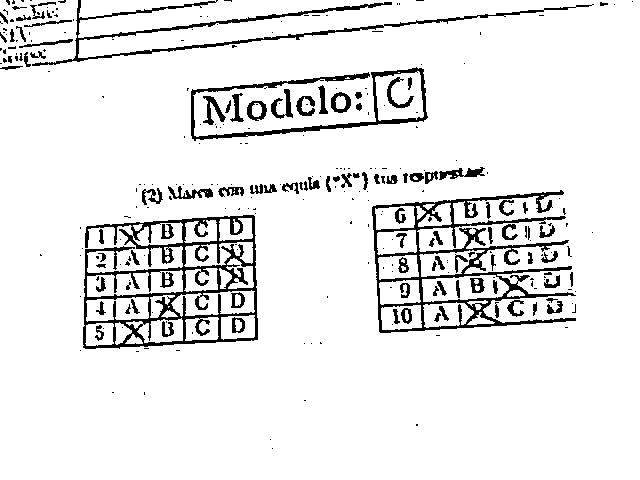 Nombre:
NIA:
Grupo:
Modelo: C
(2) Marca con una equis ("X") tus respuestas:
1 A B C D
2 A B C D
3 A B C D
4 A B C D
5 A B C D
6 A B C D
7 A B C D
8 A B C D
9 A B C D
10 A B C D